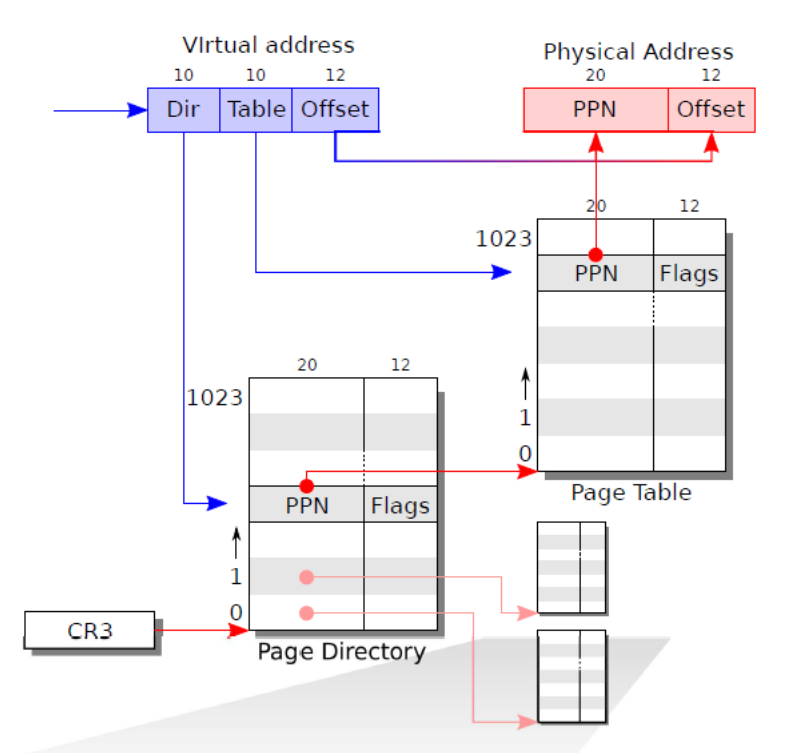 VIrtual address
10 10 12
Dir Table Offset
Physical Address
20 12
PPN Offset
20 12
1023
PPN Flags
1
0
Page Table
20 12
1023
PPN Flags
1
0
Page Directory
CR3